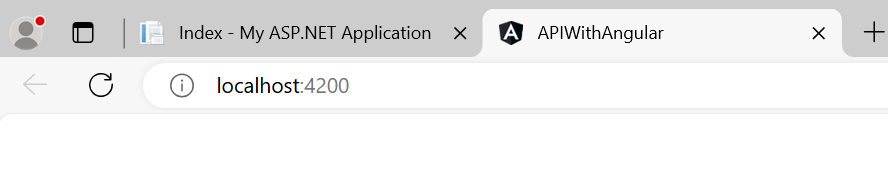 Index - My ASP.NET Application
APIWithAngular
localhost:4200